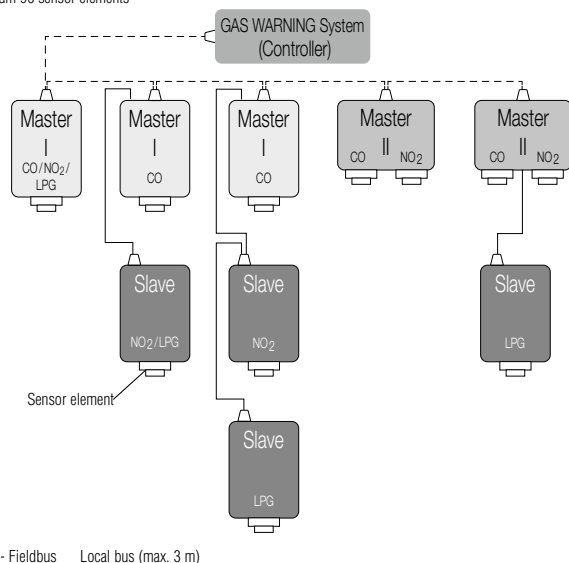 96 sensor elements
GAS WARNING System
(Controller)
Master
I
CO/NO2/
LPG
Master
I
CO
Master
I
CO
Master
II
CO NO2
Master
II
CO NO2
Slave
NO2/LPG
Slave
NO2
Slave
LPG
Sensor element
Slave
LPG
- Fieldbus Local bus (max. 3 m)